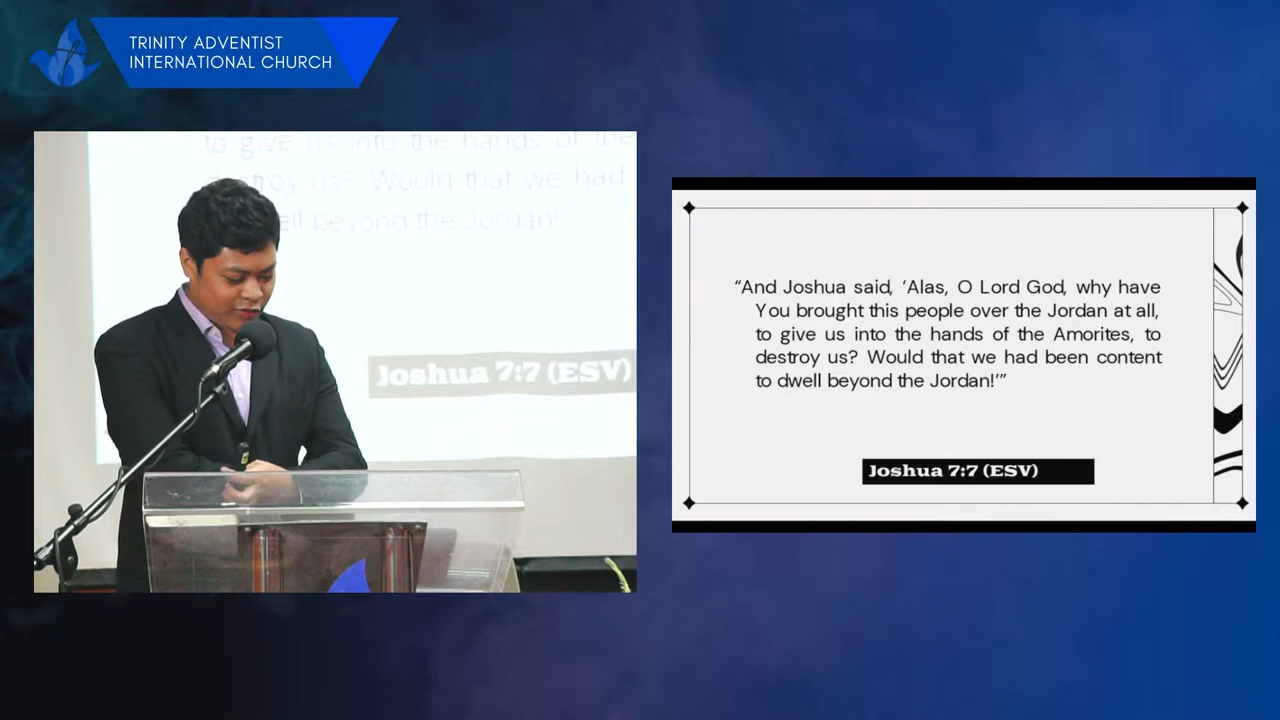 TRINITY ADVENTIST
INTERNATIONAL CHURCH
to give us into the hands of the
destroy us? Would that we had
ell beyond the Jordan!’”
Joshua 7:7 (ESV)
“And Joshua said, ‘Alas, O Lord God, why have
You brought this people over the Jordan at all,
to give us into the hands of the Amorites, to
destroy us? Would that we had been content
to dwell beyond the Jordan!’”
Joshua 7:7 (ESV)